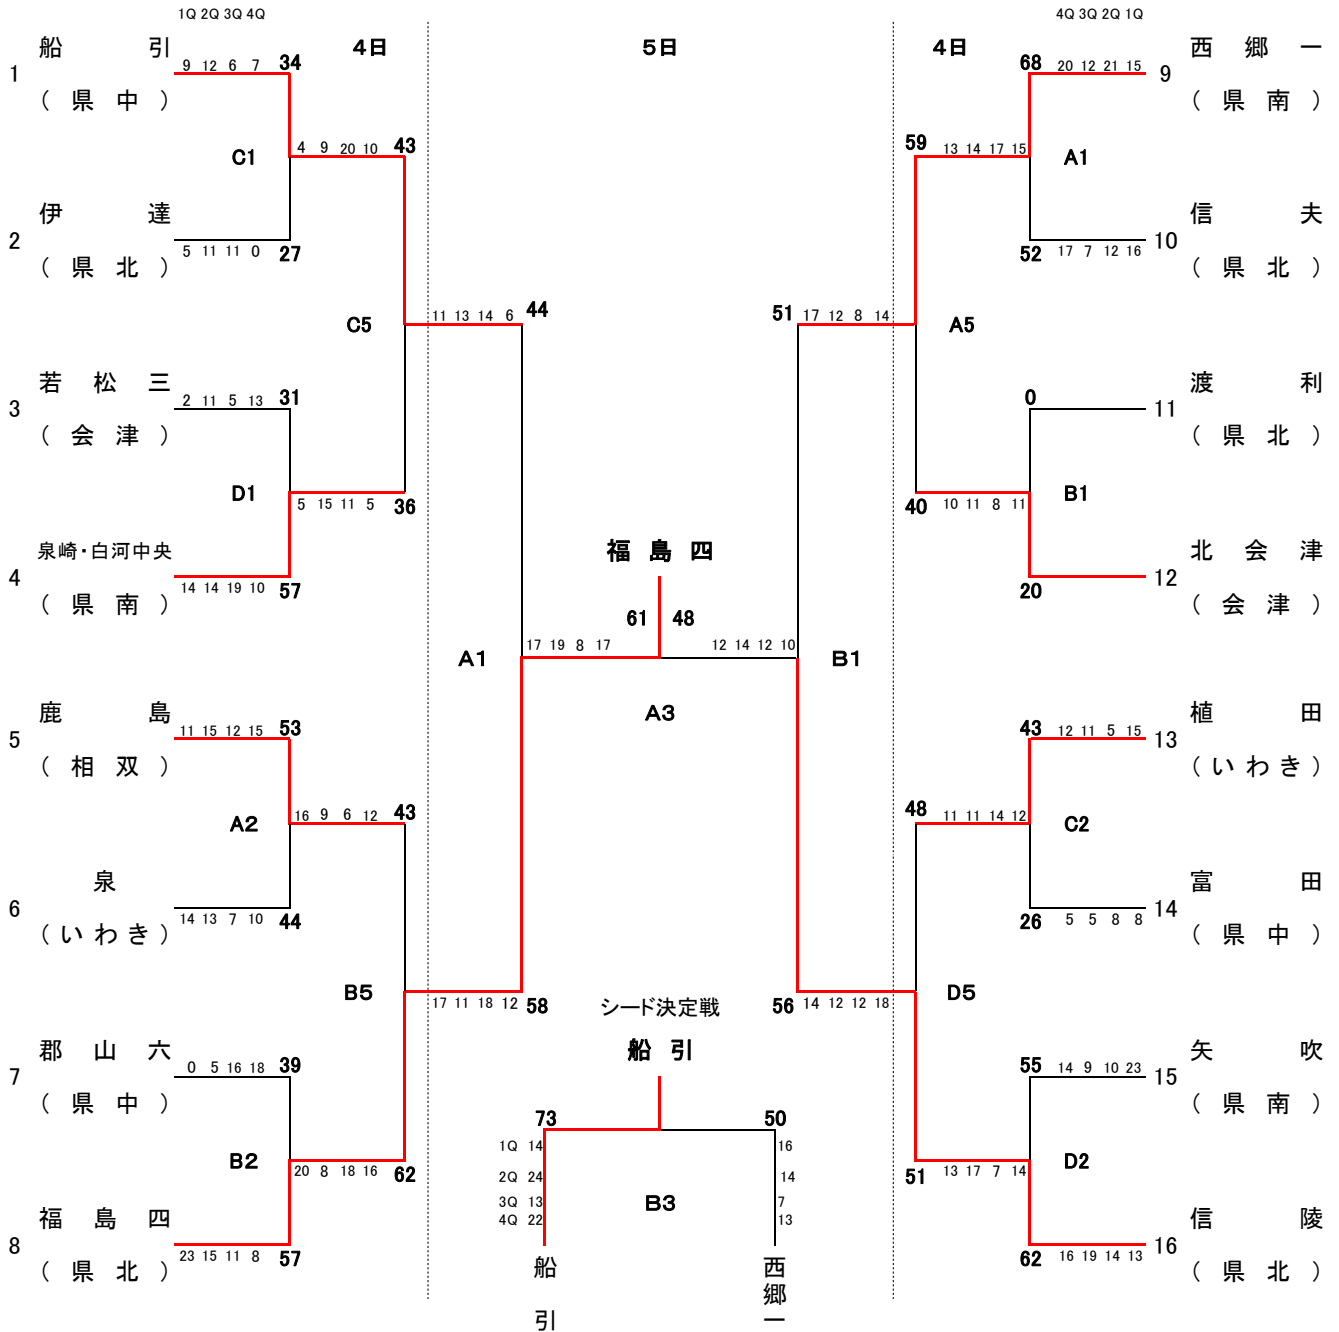 1Q 2Q 3Q 4Q
4Q 3Q 2Q 1Q
4日
5日
4日
1 船引
(県中)
9 12 6 7 34
C1
4 9 20 10 43
2 伊達
(県北)
5 11 11 0 27
C5
11 13 14 6 44
3 若松三
(会津)
2 11 5 13 31
D1
5 15 11 5 36
4 泉崎・白河中央
(県南)
14 14 19 10 57
A1
17 19 8 17
5 鹿島
(相双)
11 15 12 15 53
A2
16 9 6 12 43
6 泉
(いわき)
14 13 7 10 44
B5
17 11 18 12 58
7 郡山六
(県中)
0 5 16 18 39
B2
20 8 18 16 62
8 福島四
(県北)
23 15 11 8 57
福島四
61 48
A3
シード決定戦
船引
73 50
1Q 14 16
2Q 24 14
3Q 13 7
4Q 22 13
B3
船引
西郷一
68 20 12 21 15
9 西郷一
(県南)
59 13 14 17 15
A1
52 17 7 12 16
10 信夫
(県北)
51 17 12 8 14
A5
0
11 渡利
(県北)
40 10 11 8 11
B1
20
12 北会津
(会津)
12 14 12 10
B1
43 12 11 5 15
13 植田
(いわき)
48 11 11 14 12
C2
26 5 5 8 8
14 富田
(県中)
56 14 12 12 18
D5
55 14 9 10 23
15 矢吹
(県南)
51 13 17 7 14
D2
62 16 19 14 13
16 信陵
(県北)